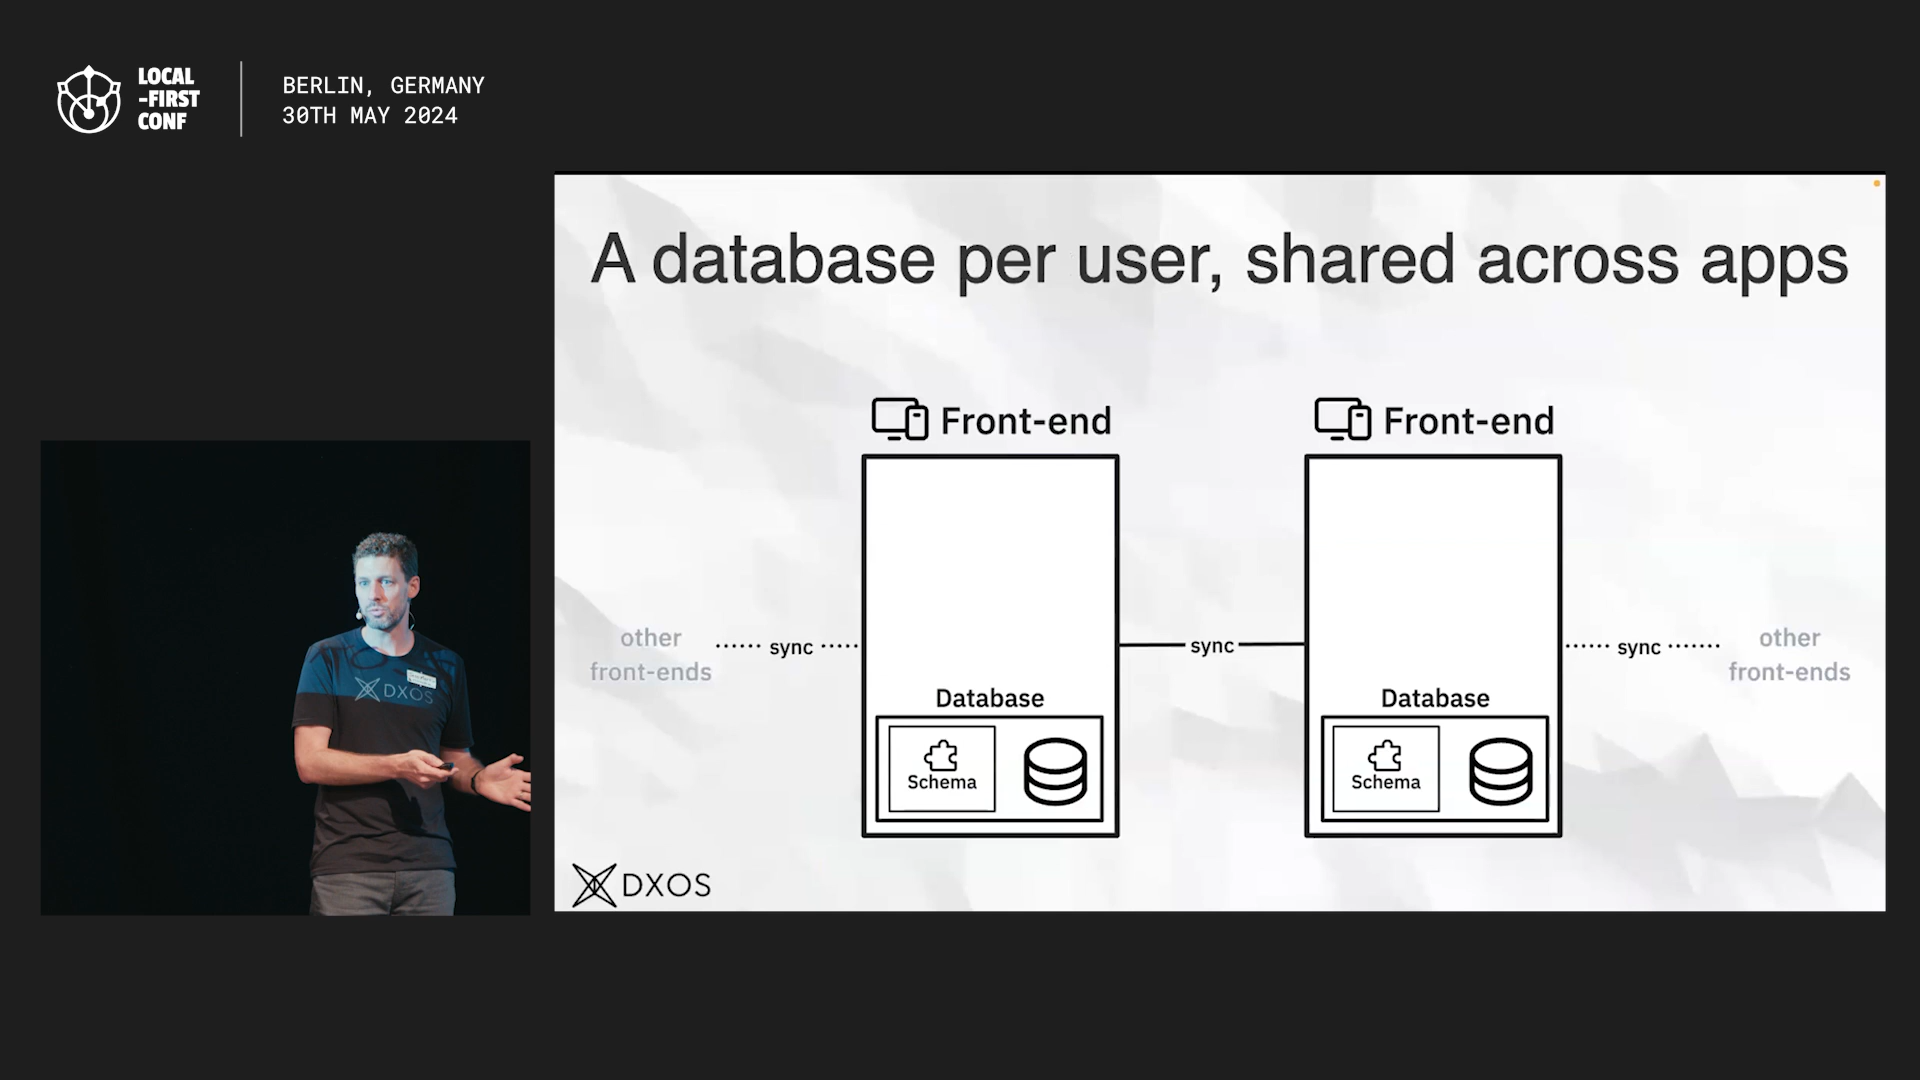 LOCAL
-FIRST
CONF
BERLIN, GERMANY
30TH MAY 2024
A database per user, shared across apps
Front-end
Front-end
other
front-ends
sync
sync
sync
other
front-ends
Database
Database
Schema
Schema
DXOS
DXOS